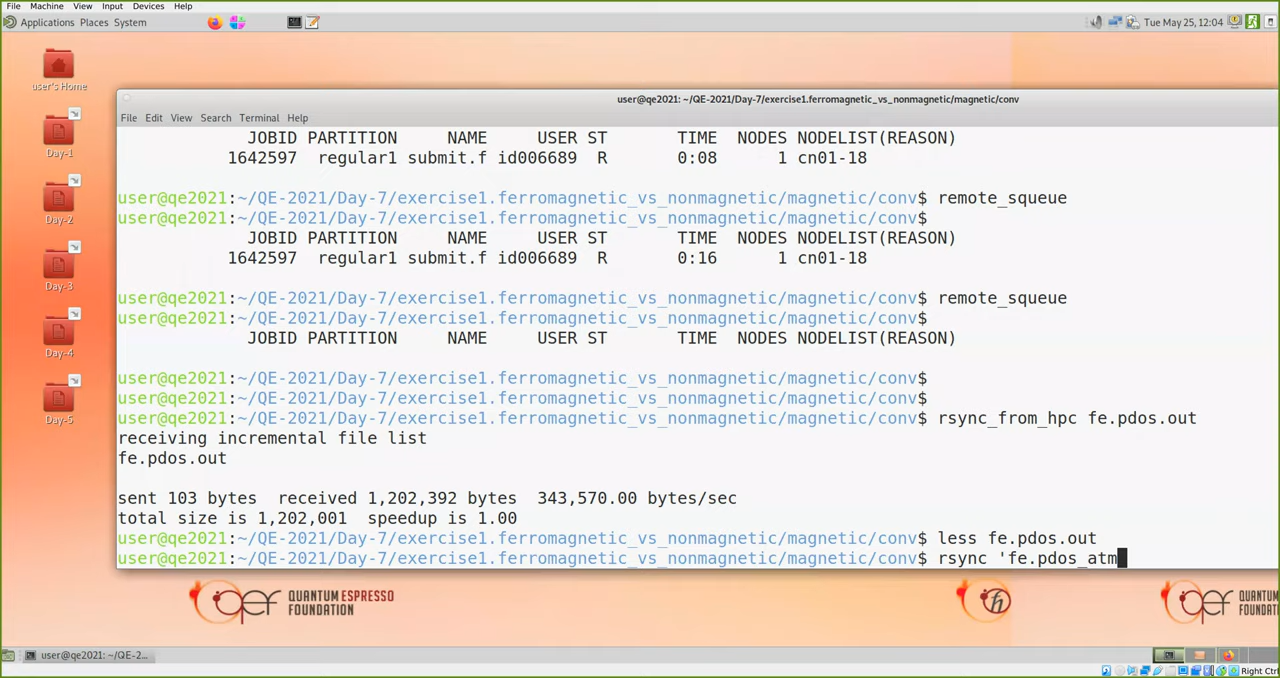 File Machine View Input Devices Help
Applications Places System
Tue May 25, 12:04
user's Home
Day-1
Day-2
Day-3
Day-4
Day-5
user@qe2021: ~/QE-2021/Day-7/exercise1.ferromagnetic_vs_nonmagnetic/magnetic/conv
File Edit View Search Terminal Help
JOBID PARTITION NAME USER ST TIME NODES NODELIST(REASON)
1642597 regular1 submit.f id006689 R 0:08 1 cn01-18
user@qe2021:~/QE-2021/Day-7/exercise1.ferromagnetic_vs_nonmagnetic/magnetic/conv$ remote_squeue
user@qe2021:~/QE-2021/Day-7/exercise1.ferromagnetic_vs_nonmagnetic/magnetic/conv$
JOBID PARTITION NAME USER ST TIME NODES NODELIST(REASON)
1642597 regular1 submit.f id006689 R 0:16 1 cn01-18
user@qe2021:~/QE-2021/Day-7/exercise1.ferromagnetic_vs_nonmagnetic/magnetic/conv$ remote_squeue
user@qe2021:~/QE-2021/Day-7/exercise1.ferromagnetic_vs_nonmagnetic/magnetic/conv$
JOBID PARTITION NAME USER ST TIME NODES NODELIST(REASON)
user@qe2021:~/QE-2021/Day-7/exercise1.ferromagnetic_vs_nonmagnetic/magnetic/conv$
user@qe2021:~/QE-2021/Day-7/exercise1.ferromagnetic_vs_nonmagnetic/magnetic/conv$
user@qe2021:~/QE-2021/Day-7/exercise1.ferromagnetic_vs_nonmagnetic/magnetic/conv$ rsync_from_hpc fe.pdos.out
receiving incremental file list
fe.pdos.out
sent 103 bytes received 1,202,392 bytes 343,570.00 bytes/sec
total size is 1,202,001 speedup is 1.00
user@qe2021:~/QE-2021/Day-7/exercise1.ferromagnetic_vs_nonmagnetic/magnetic/conv$ less fe.pdos.out
user@qe2021:~/QE-2021/Day-7/exercise1.ferromagnetic_vs_nonmagnetic/magnetic/conv$ rsync 'fe.pdos_atm
QUANTUM ESPRESSO
FOUNDATION
QUANTUM
FOUNDA
user@qe2021: ~/QE-2...
Right Ctrl